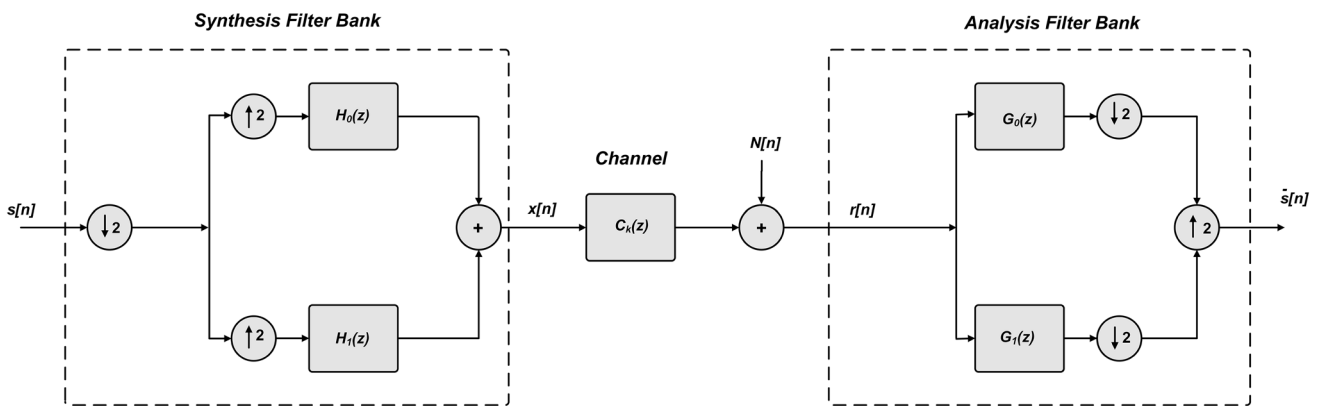 Synthesis Filter Bank
Analysis Filter Bank
↑2
H₀(z)
G₀(z)
↓2
Channel
N[n]
s[n]
↓2
+
x[n]
Cₖ(z)
+
r[n]
↑2
s̄[n]
↑2
H₁(z)
G₁(z)
↓2